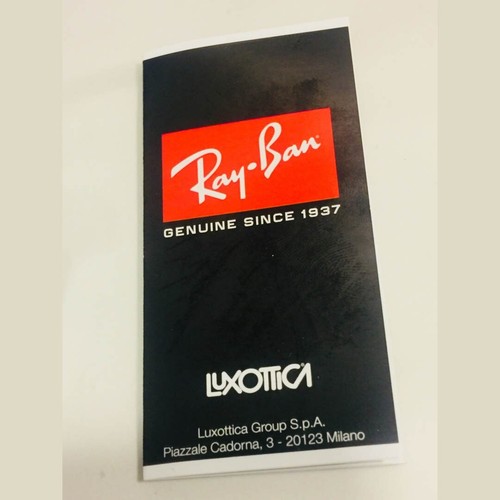 Ray-Ban
GENUINE SINCE 1937
LUXOTTICA
Luxottica Group S.p.A.
Piazzale Cadorna, 3 - 20123 Milano